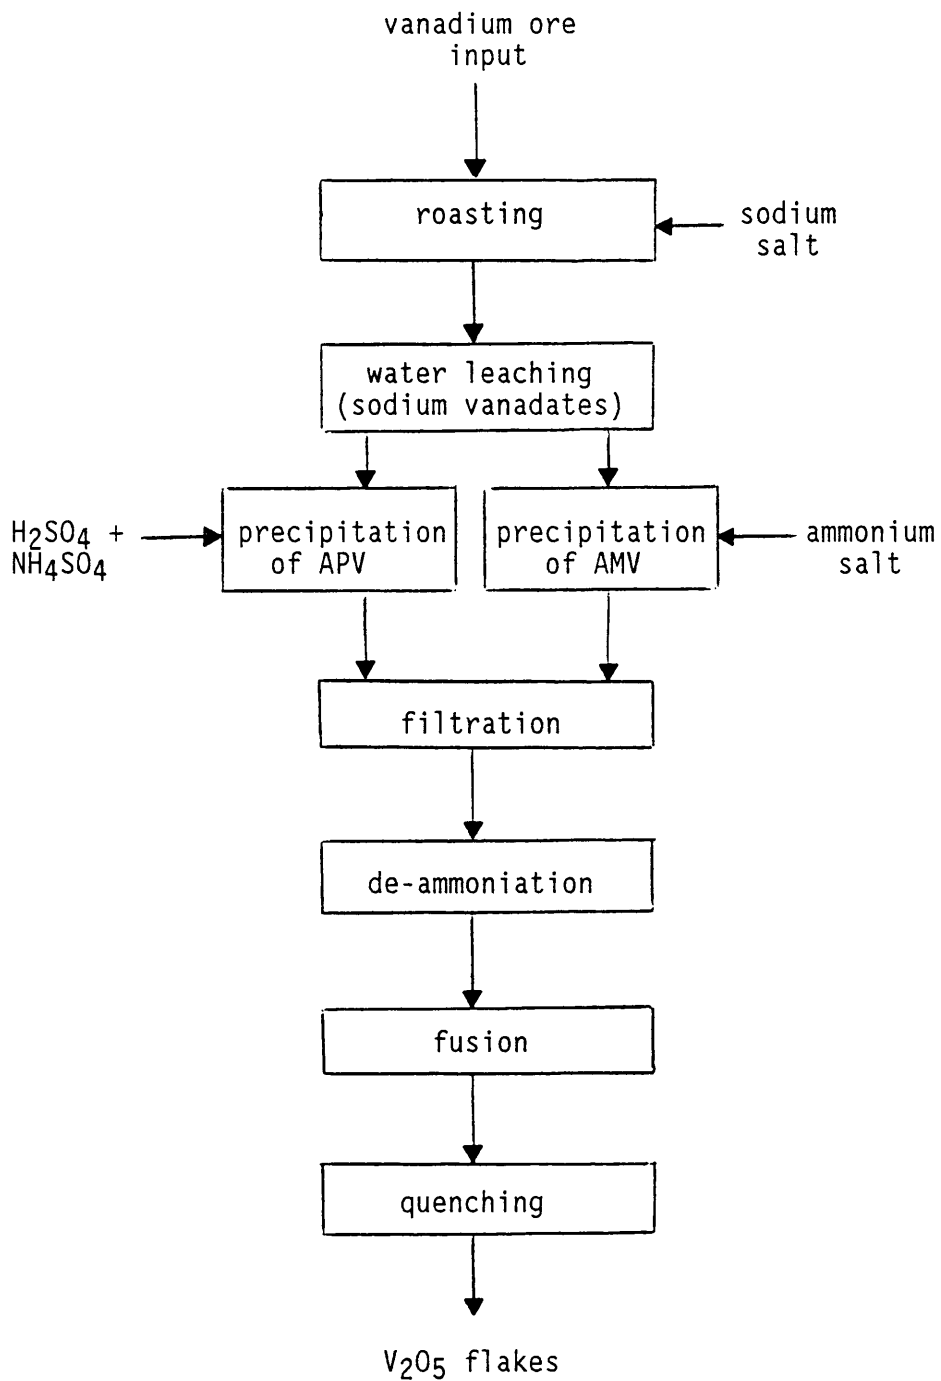 vanadium ore
input
roasting
sodium
salt
water leaching
(sodium vanadates)
H2SO4 +
NH4SO4
precipitation
of APV
precipitation
of AMV
ammonium
salt
filtration
de-ammoniation
fusion
quenching
V2O5 flakes